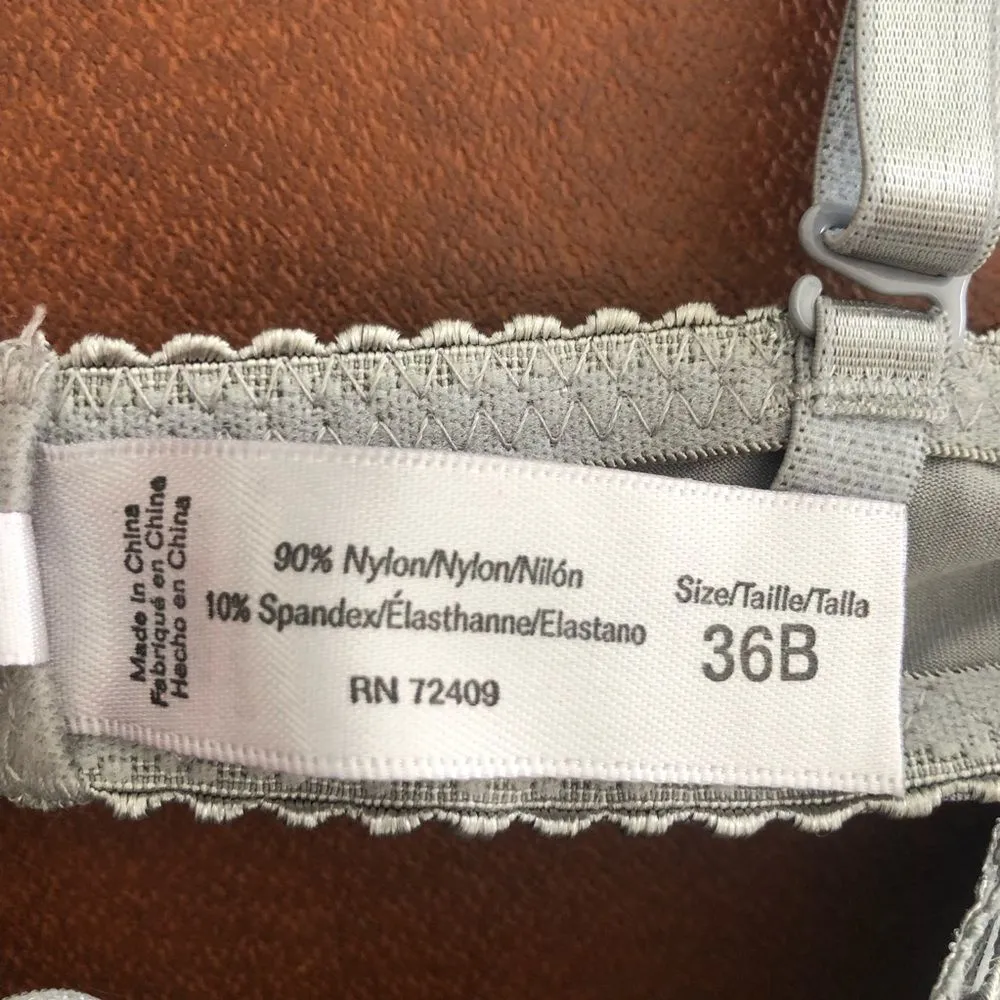 Made in China
Fabriqué en China
Hecho en China
90% Nylon/Nylon/Nilón
10% Spandex/Élasthanne/Elastano
RN 72409
Size/Taille/Talla
36B